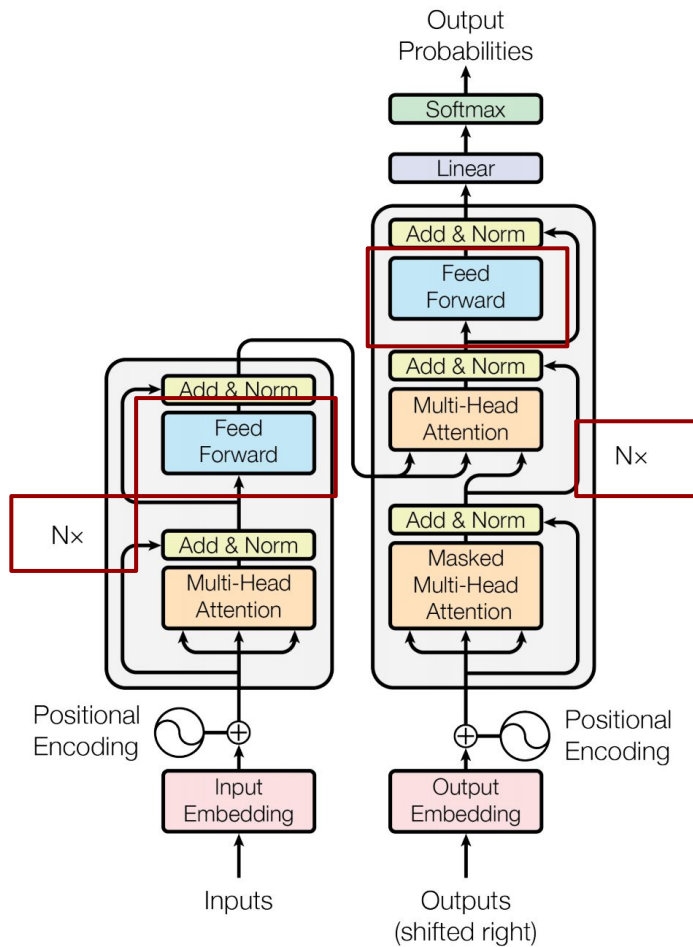 Output
Probabilities
Softmax
Linear
Add & Norm
Feed
Forward
Add & Norm
Multi-Head
Attention
Add & Norm
Feed
Forward
N×
N×
Add & Norm
Masked
Multi-Head
Attention
Add & Norm
Multi-Head
Attention
Positional
Encoding
Positional
Encoding
Input
Embedding
Output
Embedding
Inputs
Outputs
(shifted right)